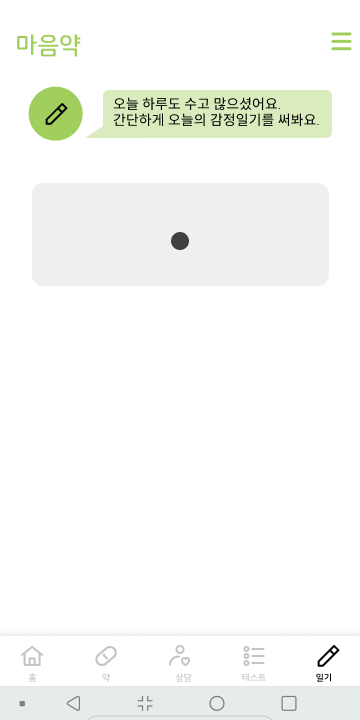 마음약
오늘 하루도 수고 많으셨어요.
간단하게 오늘의 감정일기를 써봐요.
홈
약
상담
테스트
일기